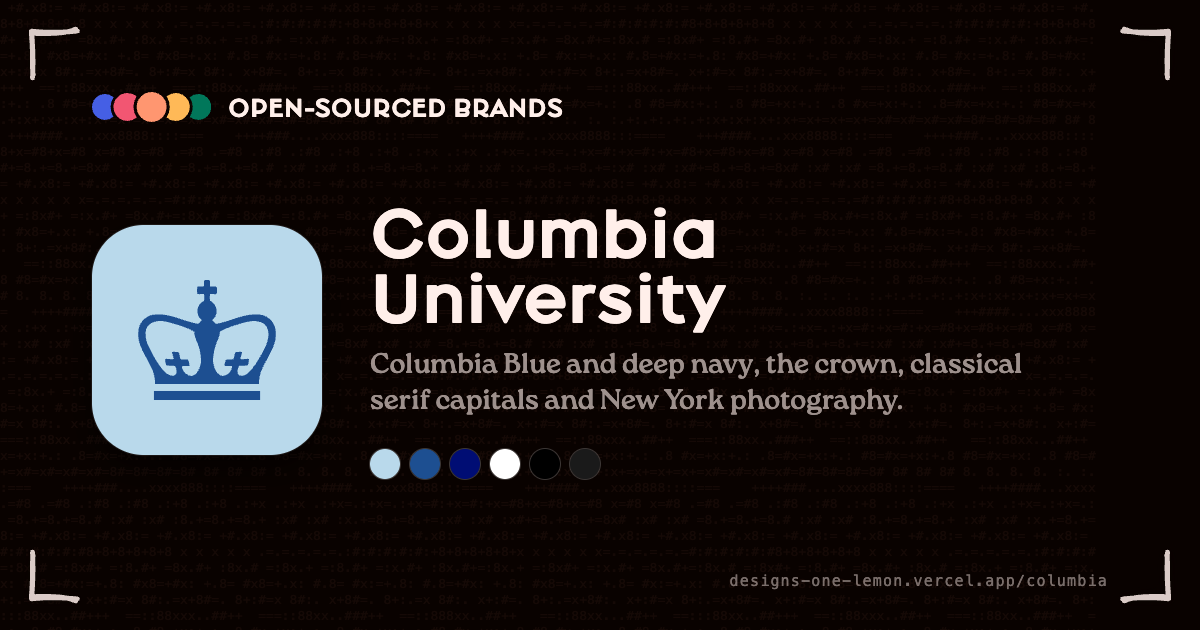 OPEN-SOURCED BRANDS
Columbia
University
Columbia Blue and deep navy, the crown, classical
serif capitals and New York photography.
designs-one-lemon.vercel.app/columbia